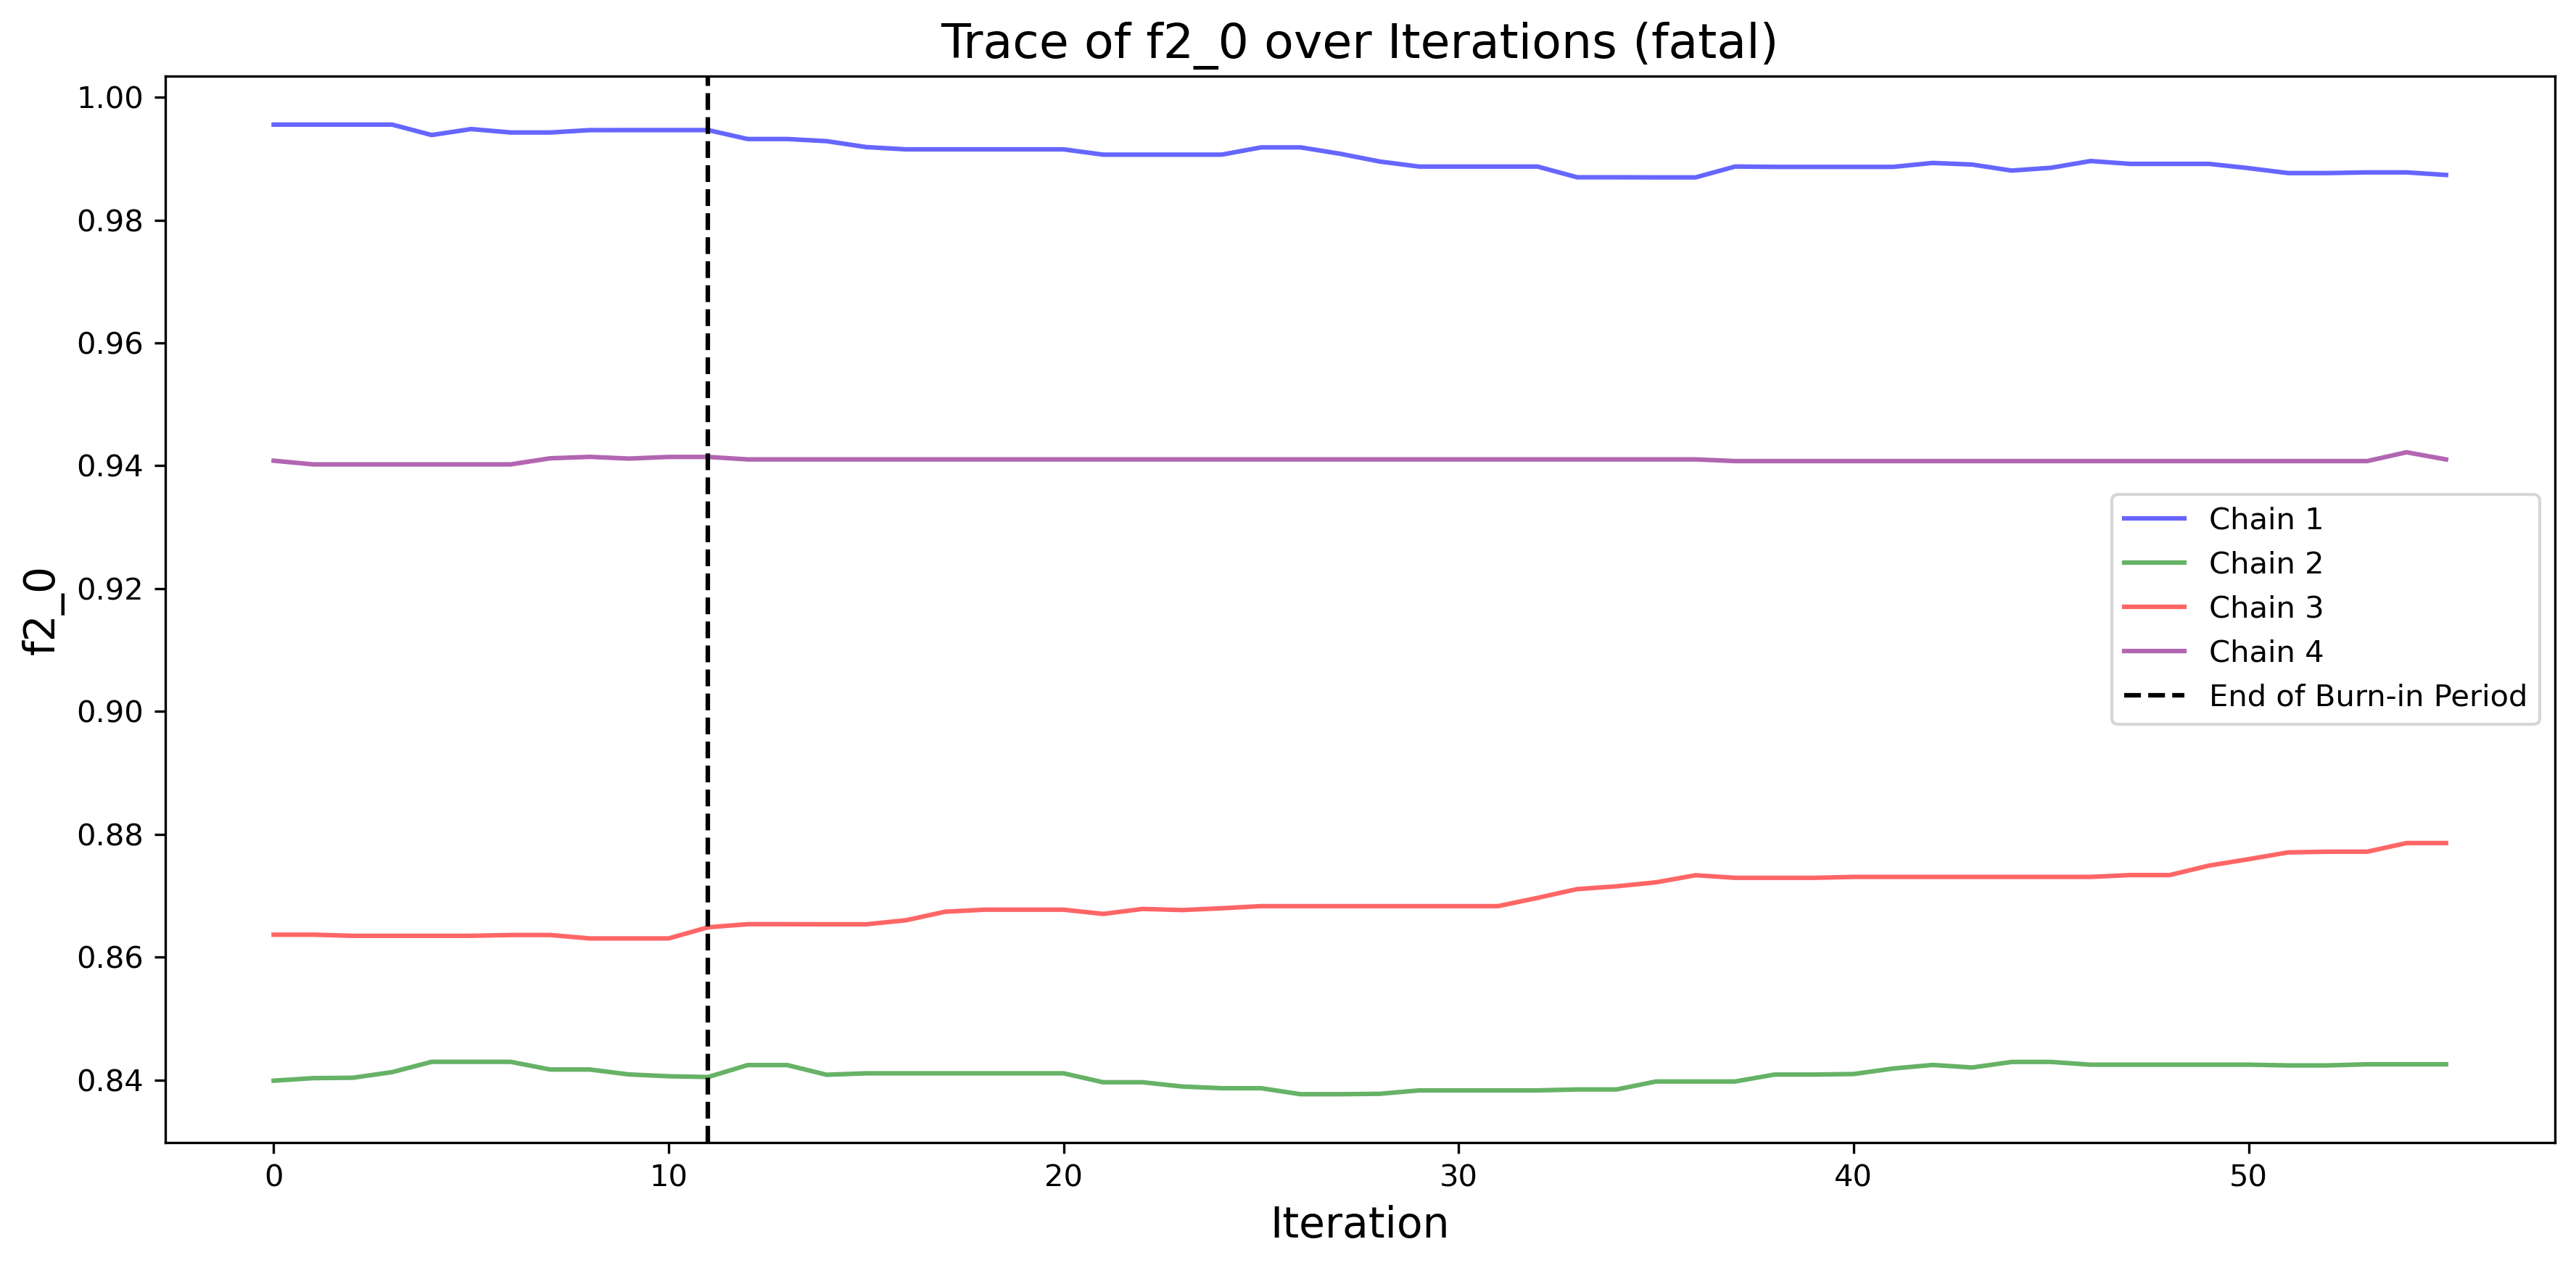 Trace of f2_0 over Iterations (fatal)
1.00
0.98
0.96
0.94
0.92
0.90
0.88
0.86
0.84
f2_0
Chain 1
Chain 2
Chain 3
Chain 4
End of Burn-in Period
0 10 20 30 40 50
Iteration